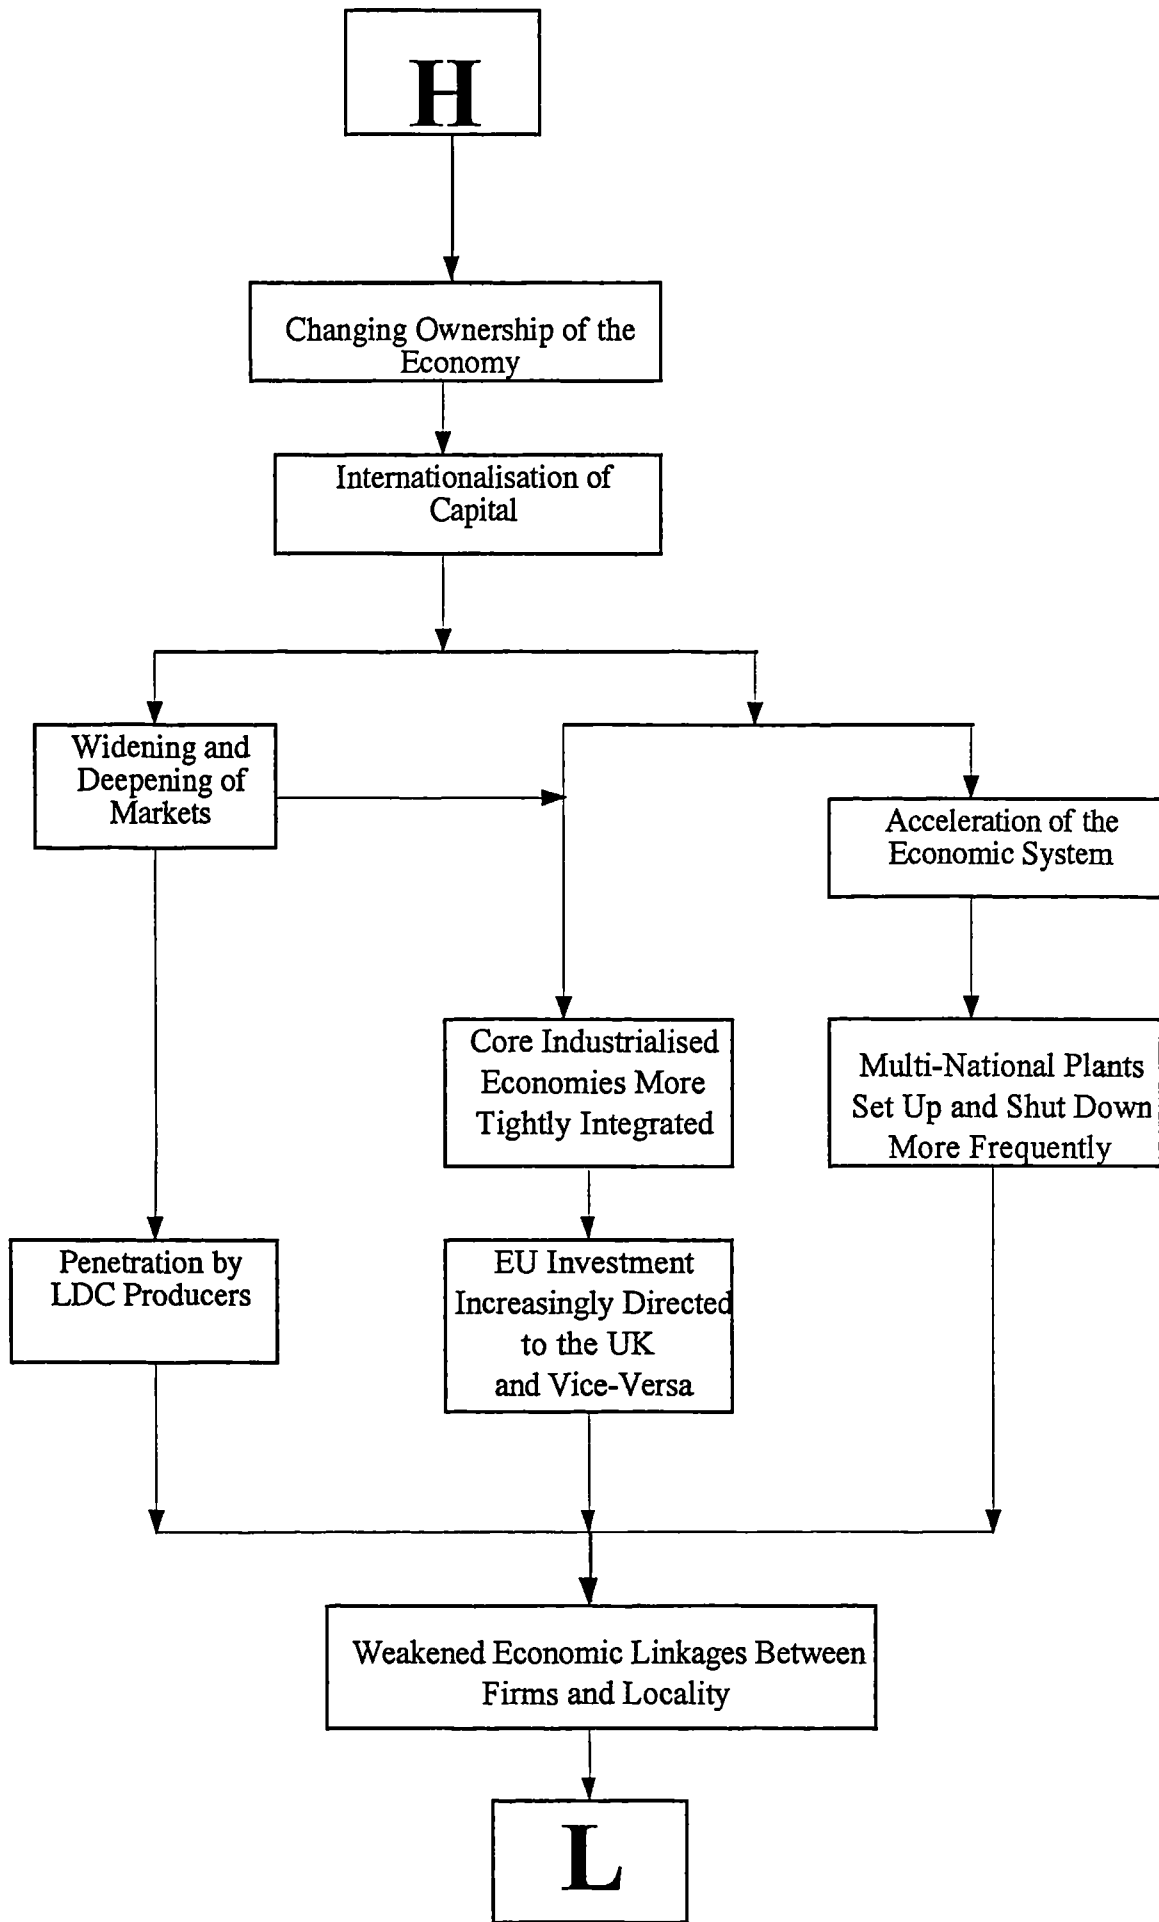 H
Changing Ownership of the
Economy
Internationalisation of
Capital
Widening and
Deepening of
Markets
Acceleration of the
Economic System
Core Industrialised
Economies More
Tightly Integrated
Multi-National Plants
Set Up and Shut Down
More Frequently
Penetration by
LDC Producers
EU Investment
Increasingly Directed
to the UK
and Vice-Versa
Weakened Economic Linkages Between
Firms and Locality
L